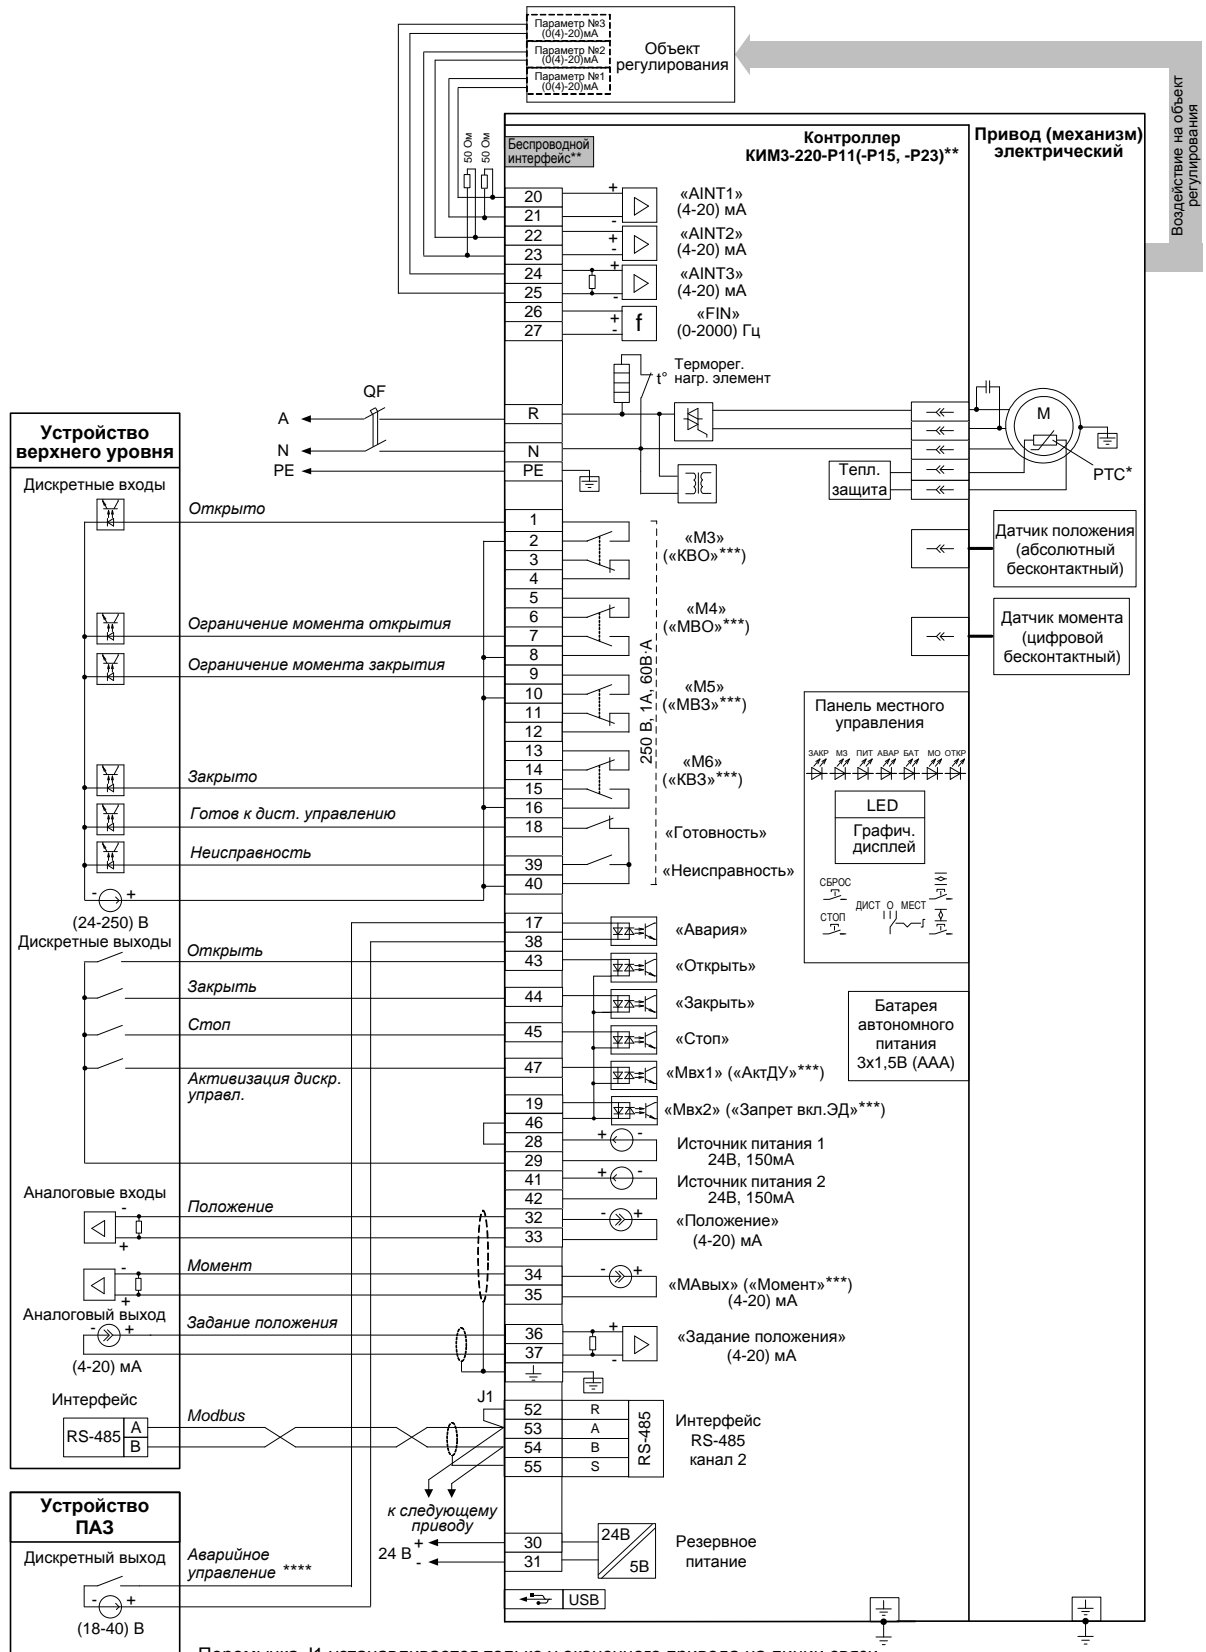 Параметр №3
(0(4)-20)мА
Параметр №2
(0(4)-20)мА
Параметр №1
(0(4)-20)мА
Объект
регулирования
Воздействие на объект
регулирования
50 Ом
50 Ом
Беспроводной
интерфейс**
Контроллер
КИМ3-220-Р11(-Р15, -Р23)**
Привод (механизм)
электрический
20
21
22
23
24
25
26
27
+
-
«AINT1»
(4-20) мА
+
-
«AINT2»
(4-20) мА
+
-
«AINT3»
(4-20) мА
+
-
f
«FIN»
(0-2000) Гц
t°
Терморег.
нагр. элемент
QF
A
N
PE
R
N
PE
M
PTC*
Тепл.
защита
Устройство
верхнего уровня
Дискретные входы
Открыто
Ограничение момента открытия
Ограничение момента закрытия
Закрыто
Готов к дист. управлению
Неисправность
- +
(24-250) В
1
2
3
4
5
6
7
8
9
10
11
12
13
14
15
16
18
39
40
«М3»
(«КВО»***)
«М4»
(«МВО»***)
«М5»
(«МВЗ»***)
«М6»
(«КВЗ»***)
«Готовность»
«Неисправность»
250 В, 1А, 60В·А
Датчик положения
(абсолютный
бесконтактный)
Датчик момента
(цифровой
бесконтактный)
Панель местного
управления
ЗАКР МЗ ПИТ АВАР БАТ МО ОТКР
LED
Графич.
дисплей
СБРОС
СТОП
ДИСТ О МЕСТ
Батарея
автономного
питания
3х1,5В (ААА)
Дискретные выходы
Открыть
Закрыть
Стоп
Активизация дискр.
управл.
17
38
43
44
45
47
19
46
28
29
41
42
32
33
34
35
36
37
«Авария»
«Открыть»
«Закрыть»
«Стоп»
«Мвх1» («АктДУ»***)
«Мвх2» («Запрет вкл.ЭД»***)
+ -
Источник питания 1
24В, 150мА
+ -
Источник питания 2
24В, 150мА
- +
«Положение»
(4-20) мА
- +
«МАвых» («Момент»***)
(4-20) мА
+
-
«Задание положения»
(4-20) мА
Аналоговые входы
-
+
Положение
-
+
Момент
Аналоговый выход
- +
Задание положения
(4-20) мА
Интерфейс
RS-485
A
B
Modbus
J1
52 R
53 A
54 B
55 S
RS-485
Интерфейс
RS-485
канал 2
к следующему
приводу
24 В
+
-
30
31
24В
5В
Резервное
питание
USB
Устройство
ПАЗ
Дискретный выход
- +
(18-40) В
Аварийное
управление ****
Перемычка J1 устанавливается только у оконечного привода на линии связи